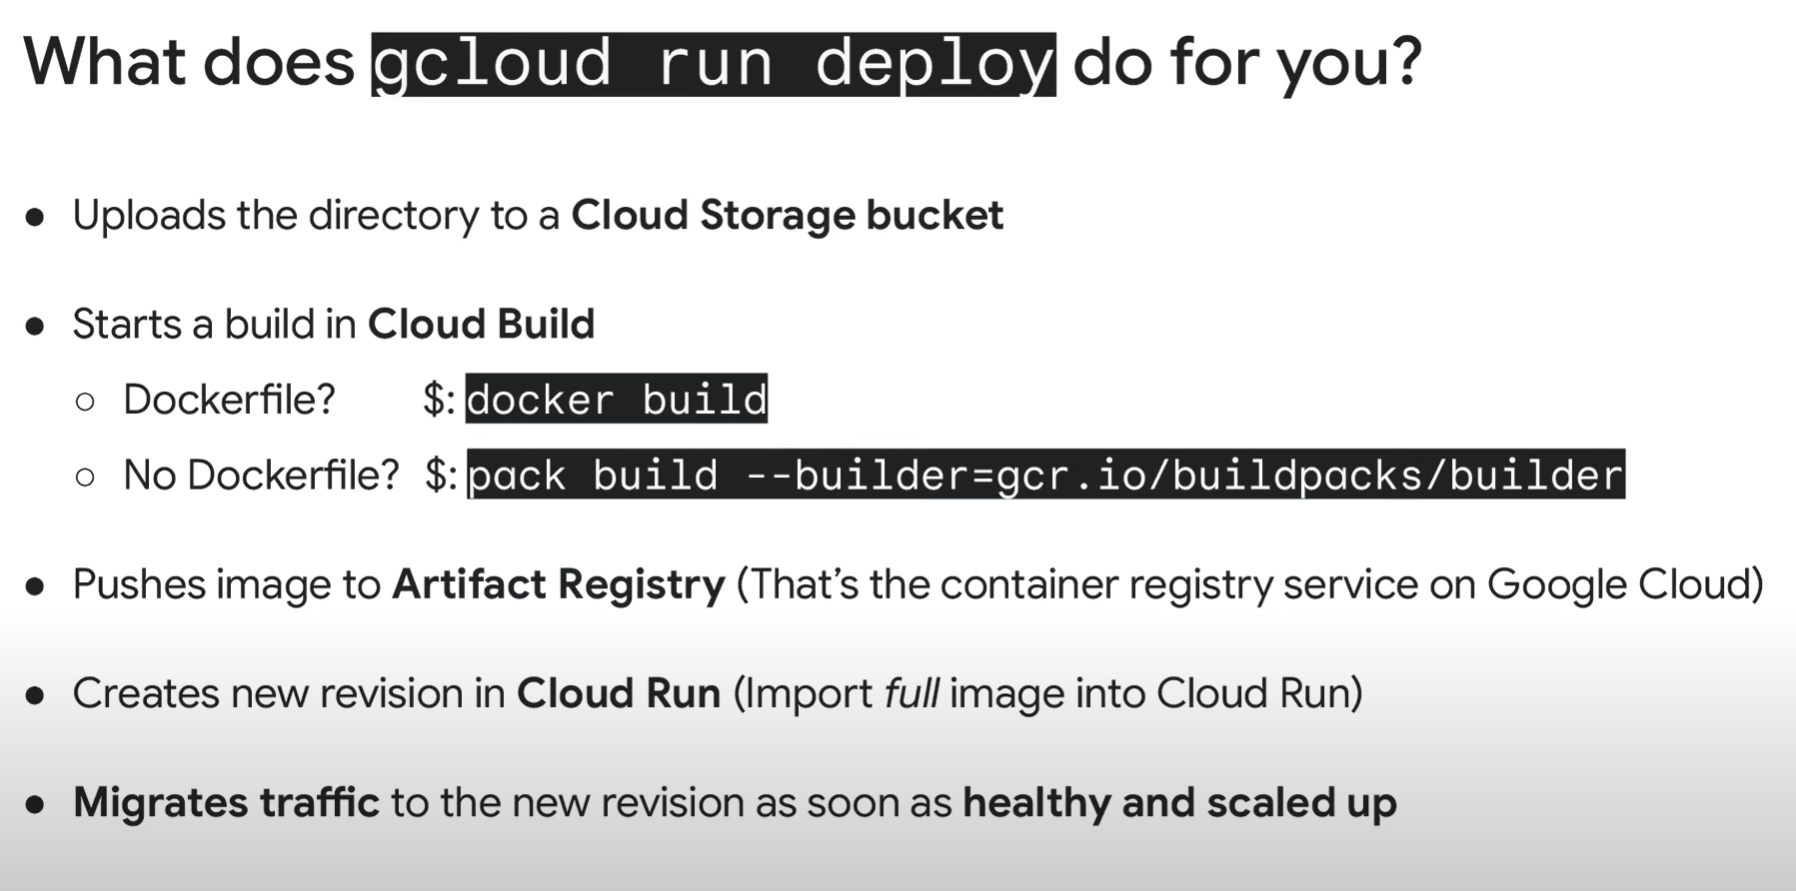 What does gcloud run deploy do for you?
● Uploads the directory to a Cloud Storage bucket
● Starts a build in Cloud Build
○ Dockerfile? $: docker build
○ No Dockerfile? $: pack build --builder=gcr.io/buildpacks/builder
● Pushes image to Artifact Registry (That’s the container registry service on Google Cloud)
● Creates new revision in Cloud Run (Import full image into Cloud Run)
● Migrates traffic to the new revision as soon as healthy and scaled up